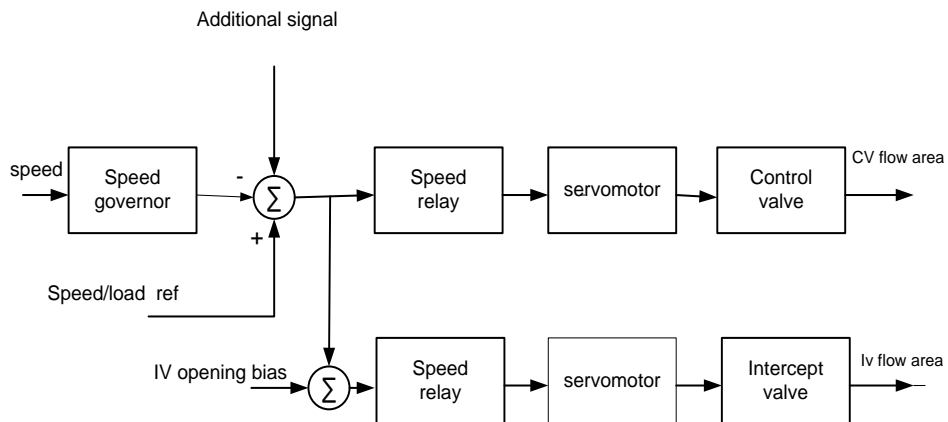 Additional signal
speed
Speed
governor
-
Σ
+
Speed
relay
servomotor
Control
valve
CV flow area
Speed/load ref
IV opening bias
Σ
Speed
relay
servomotor
Intercept
valve
Iv flow area